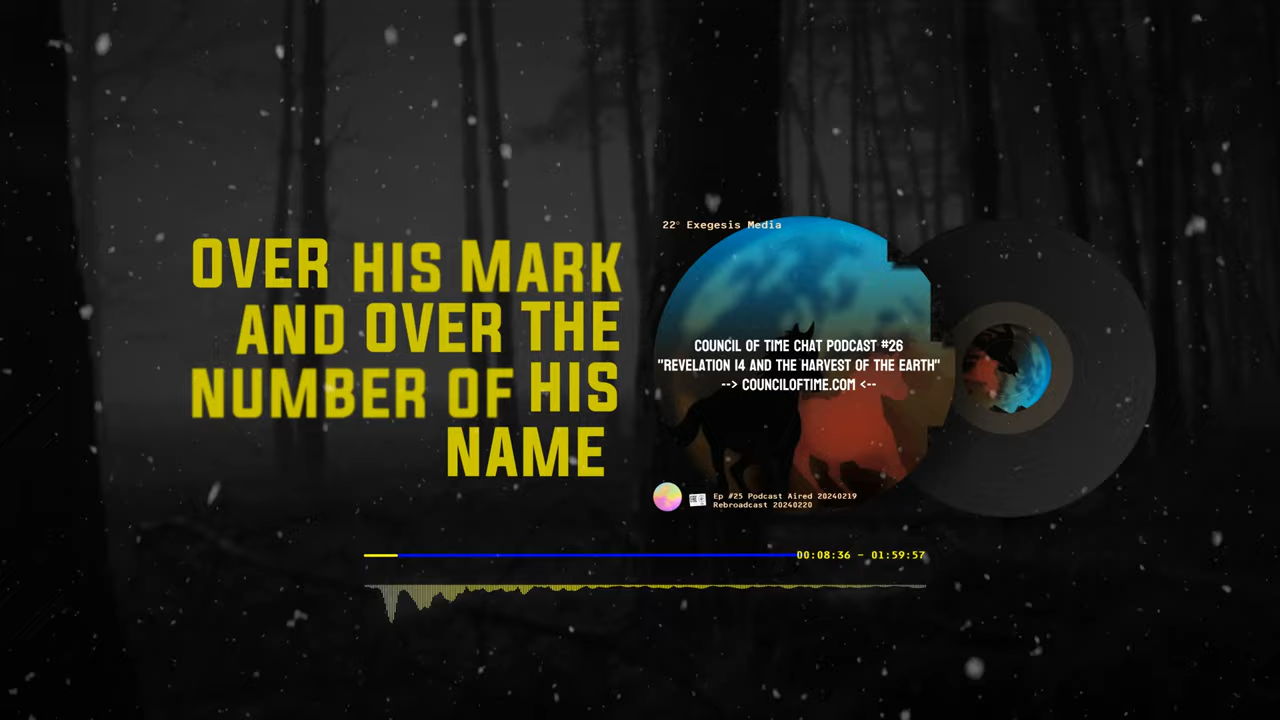 OVER HIS MARK
AND OVER THE
NUMBER OF HIS
NAME
22° Exegesis Media
COUNCIL OF TIME CHAT PODCAST #26
"REVELATION 14 AND THE HARVEST OF THE EARTH"
--> COUNCILOFTIME.COM <--
Ep #25 Podcast Aired 20240219
Rebroadcast 20240220
00:08:36 - 01:59:57